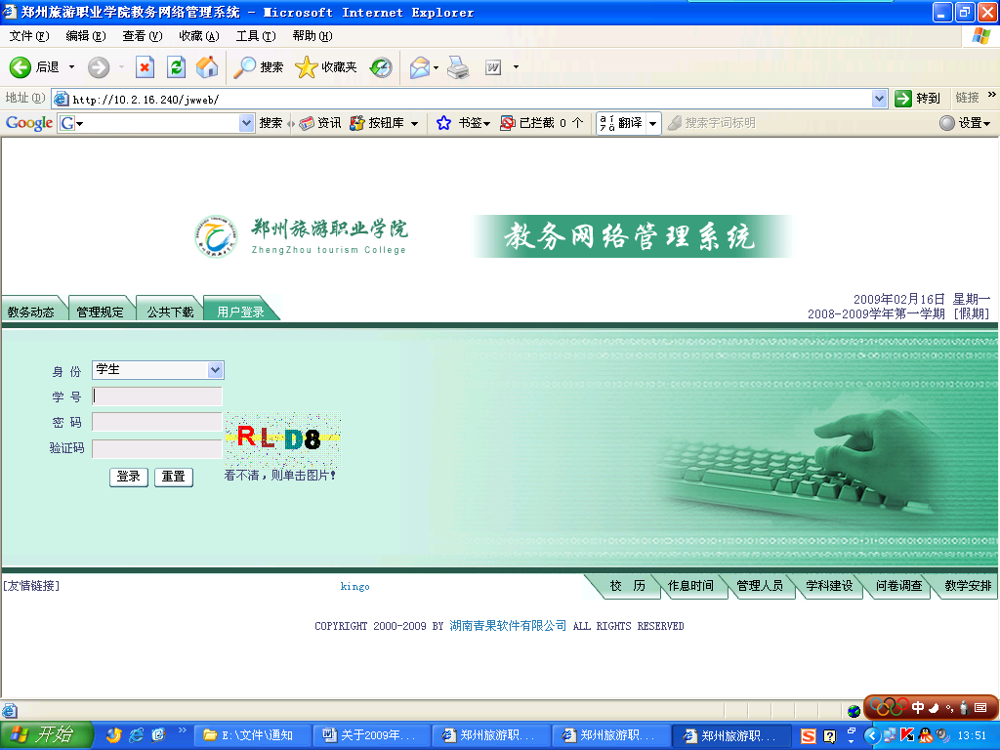 郑州旅游职业学院教务网络管理系统 - Microsoft Internet Explorer
文件(F) 编辑(E) 查看(V) 收藏(A) 工具(T) 帮助(H)
后退 搜索 收藏夹
地址(D) http://10.2.16.240/jwweb/ 转到 链接 »
Google G 搜索 资讯 按钮库 书签 已拦截 0 个 翻译 搜索字词标明 设置
郑州旅游职业学院
ZhengZhou tourism College
教务网络管理系统
2009年02月16日 星期一
教务动态 管理规定 公共下载 用户登录
2008-2009学年第一学期 [假期]
身 份 学生
学 号
密 码
验证码 RLD8
登录 重置 看不清，则单击图片!
[友情链接] kingo 校 历 作息时间 管理人员 学科建设 问卷调查 教学安排
COPYRIGHT 2000-2009 BY 湖南青果软件有限公司 ALL RIGHTS RESERVED
中
开始 » E:\文件\通知 关于2009年... 郑州旅游职... 郑州旅游职... 郑州旅游职... 13:51